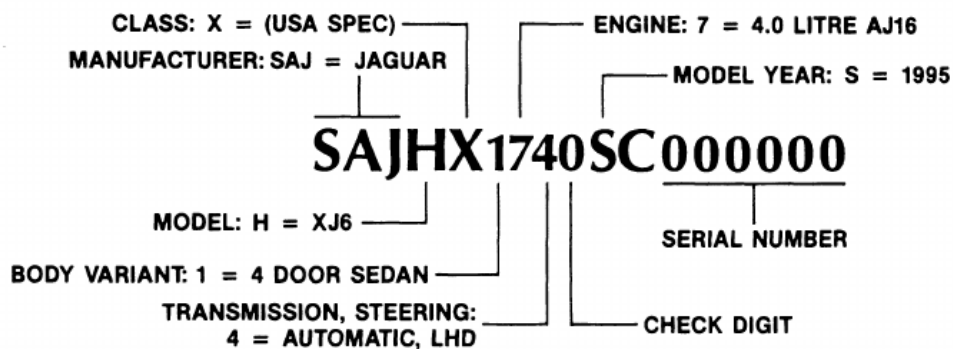 CLASS: X = (USA SPEC)
ENGINE: 7 = 4.0 LITRE AJ16
MANUFACTURER: SAJ = JAGUAR
MODEL YEAR: S = 1995
SAJHX1740SC000000
MODEL: H = XJ6
SERIAL NUMBER
BODY VARIANT: 1 = 4 DOOR SEDAN
TRANSMISSION, STEERING:
4 = AUTOMATIC, LHD
CHECK DIGIT